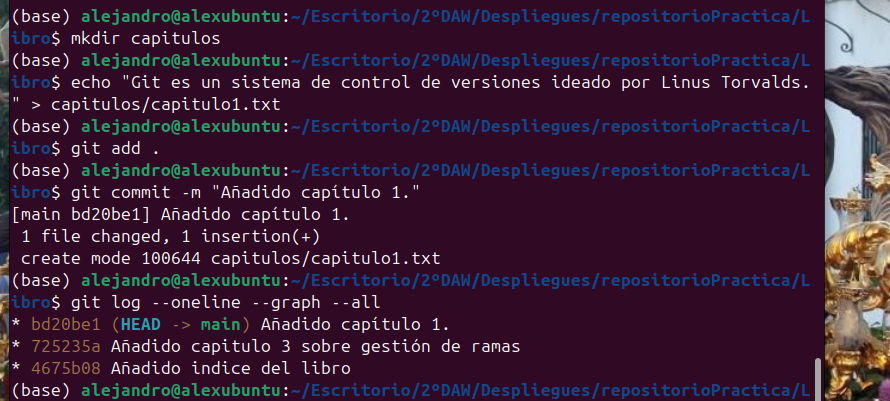 (base) alejandro@alexubuntu:~/Escritorio/2ºDAW/Despliegues/repositorioPractica/L
ibro$ mkdir capitulos
(base) alejandro@alexubuntu:~/Escritorio/2ºDAW/Despliegues/repositorioPractica/L
ibro$ echo "Git es un sistema de control de versiones ideado por Linus Torvalds.
" > capitulos/capitulo1.txt
(base) alejandro@alexubuntu:~/Escritorio/2ºDAW/Despliegues/repositorioPractica/L
ibro$ git add .
(base) alejandro@alexubuntu:~/Escritorio/2ºDAW/Despliegues/repositorioPractica/L
ibro$ git commit -m "Añadido capítulo 1."
[main bd20be1] Añadido capítulo 1.
 1 file changed, 1 insertion(+)
 create mode 100644 capitulos/capitulo1.txt
(base) alejandro@alexubuntu:~/Escritorio/2ºDAW/Despliegues/repositorioPractica/L
ibro$ git log --oneline --graph --all
* bd20be1 (HEAD -> main) Añadido capítulo 1.
* 725235a Añadido capitulo 3 sobre gestión de ramas
* 4675b08 Añadido indice del libro
(base) alejandro@alexubuntu:~/Escritorio/2ºDAW/Despliegues/repositorioPractica/L